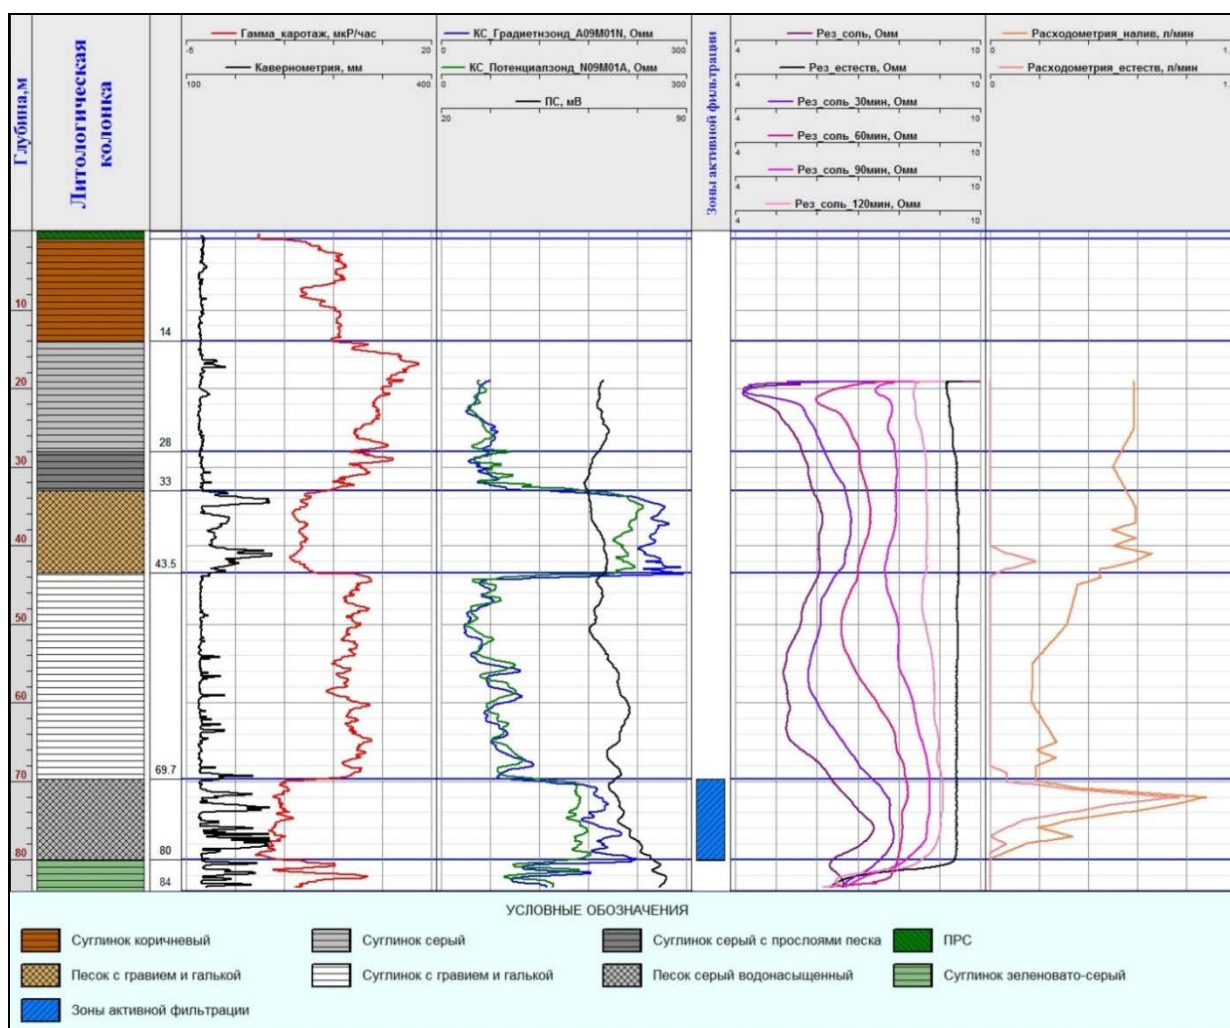 Глубина,м
Литологическая
колонка
-5 Гамма_каротаж, мкР/час 20
Кавернометрия, мм
100 400
КС_Градиетнзонд_А09М01N, Омм
0 300
КС_Потенциалзонд_N09M01A, Омм
0 300
ПС, мВ
20 90
Зоны активной фильтрации
Рез_соль, Омм
4 10
Рез_естеств, Омм
4 10
Рез_соль_30мин, Омм
4 10
Рез_соль_60мин, Омм
4 10
Рез_соль_90мин, Омм
4 10
Рез_соль_120мин, Омм
4 10
Расходометрия_налив, л/мин
0 1.
Расходометрия_естеств, л/мин
0 1.
10
14
20
28
30
33
40
43.5
50
60
69.7
70
80
80
84
УСЛОВНЫЕ ОБОЗНАЧЕНИЯ
Суглинок коричневый
Суглинок серый
Суглинок серый с прослоями песка
ПРС
Песок с гравием и галькой
Суглинок с гравием и галькой
Песок серый водонасыщенный
Суглинок зеленовато-серый
Зоны активной фильтрации